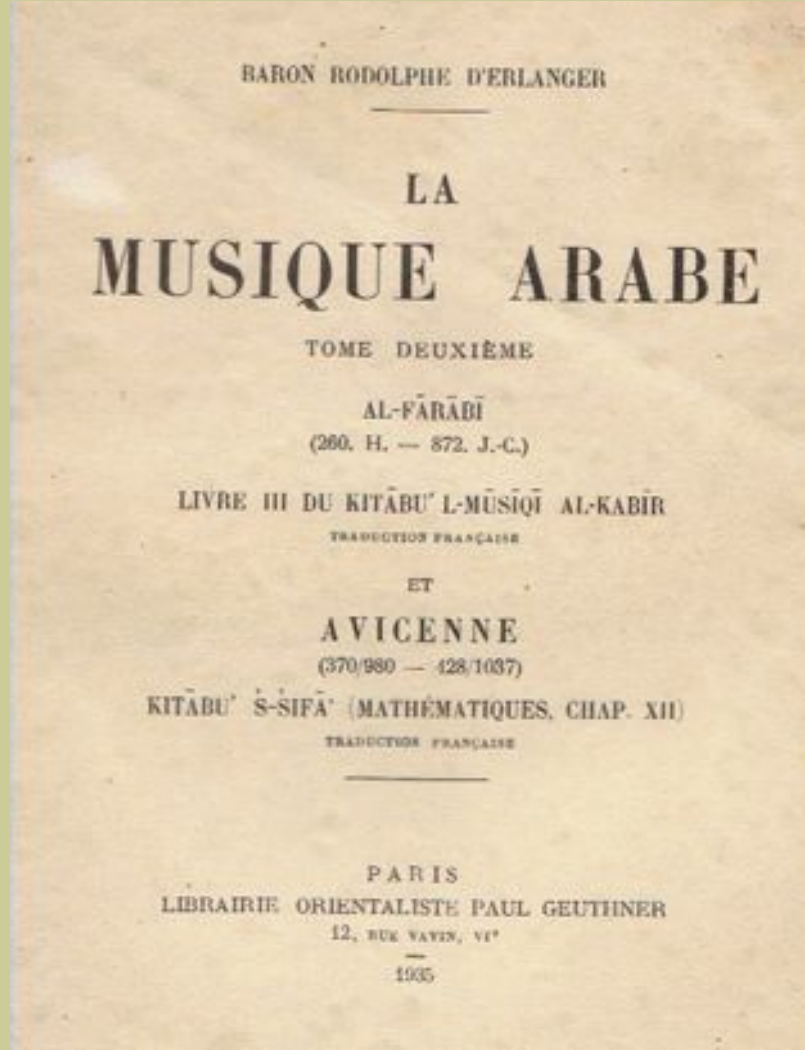 BARON RODOLPHE D'ERLANGER
LA
MUSIQUE ARABE
TOME DEUXIÈME
AL-FĀRĀBĪ
(260. H. — 872. J.-C.)
LIVRE III DU KITĀBU' L-MŪSĪQĪ AL-KABĪR
TRADUCTION FRANÇAISE
ET
AVICENNE
(370/980 — 428/1037)
KITĀBU' Š-ŠIFĀ' (MATHÉMATIQUES, CHAP. XII)
TRADUCTION FRANÇAISE
PARIS
LIBRAIRIE ORIENTALISTE PAUL GEUTHNER
12, RUE VAVIN, VIᵉ
1935